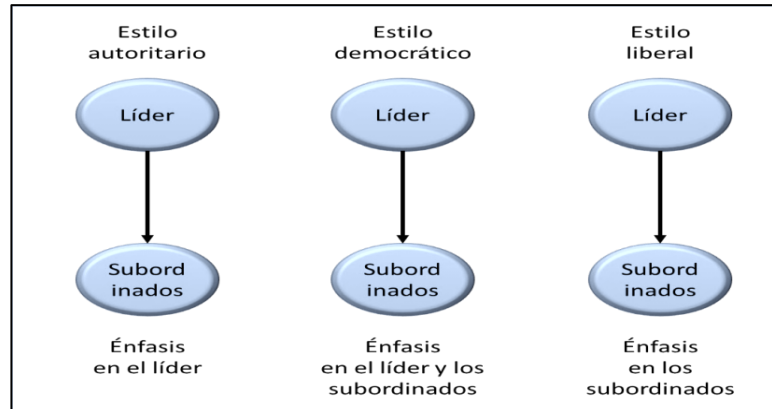 Estilo
autoritario
Líder
Subord
inados
Énfasis
en el líder
Estilo
democrático
Líder
Subord
inados
Énfasis
en el líder y los
subordinados
Estilo
liberal
Líder
Subord
inados
Énfasis
en los
subordinados